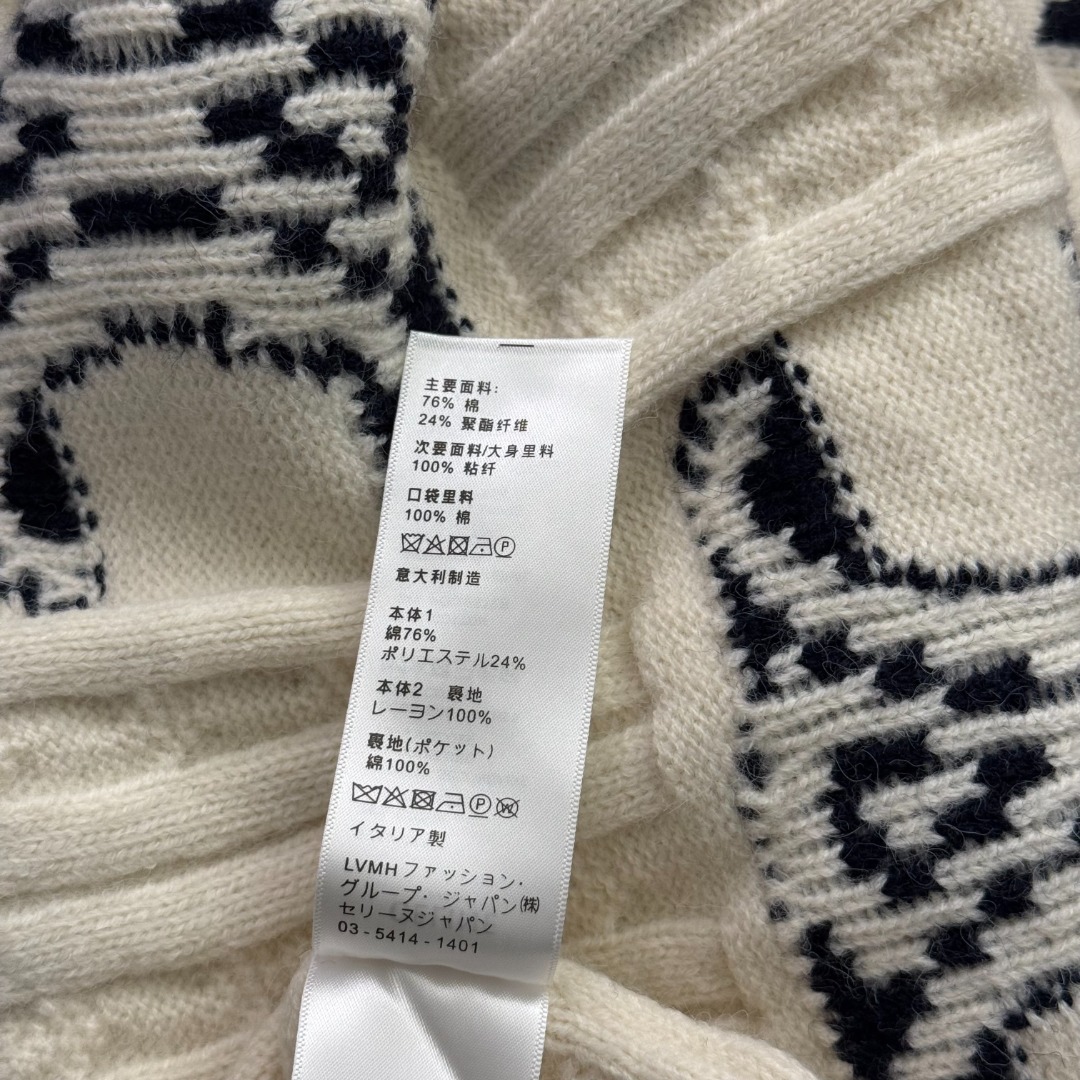 主要面料:
76% 棉
24% 聚酯纤维
次要面料/大身里料
100% 粘纤
口袋里料
100% 棉
P
意大利制造
本体1
綿76%
ポリエステル24%
本体2 裏地
レーヨン100%
裏地(ポケット)
綿100%
P W
イタリア製
LVMHファッション・
グループ・ジャパン㈱
セリーヌジャパン
03-5414-1401